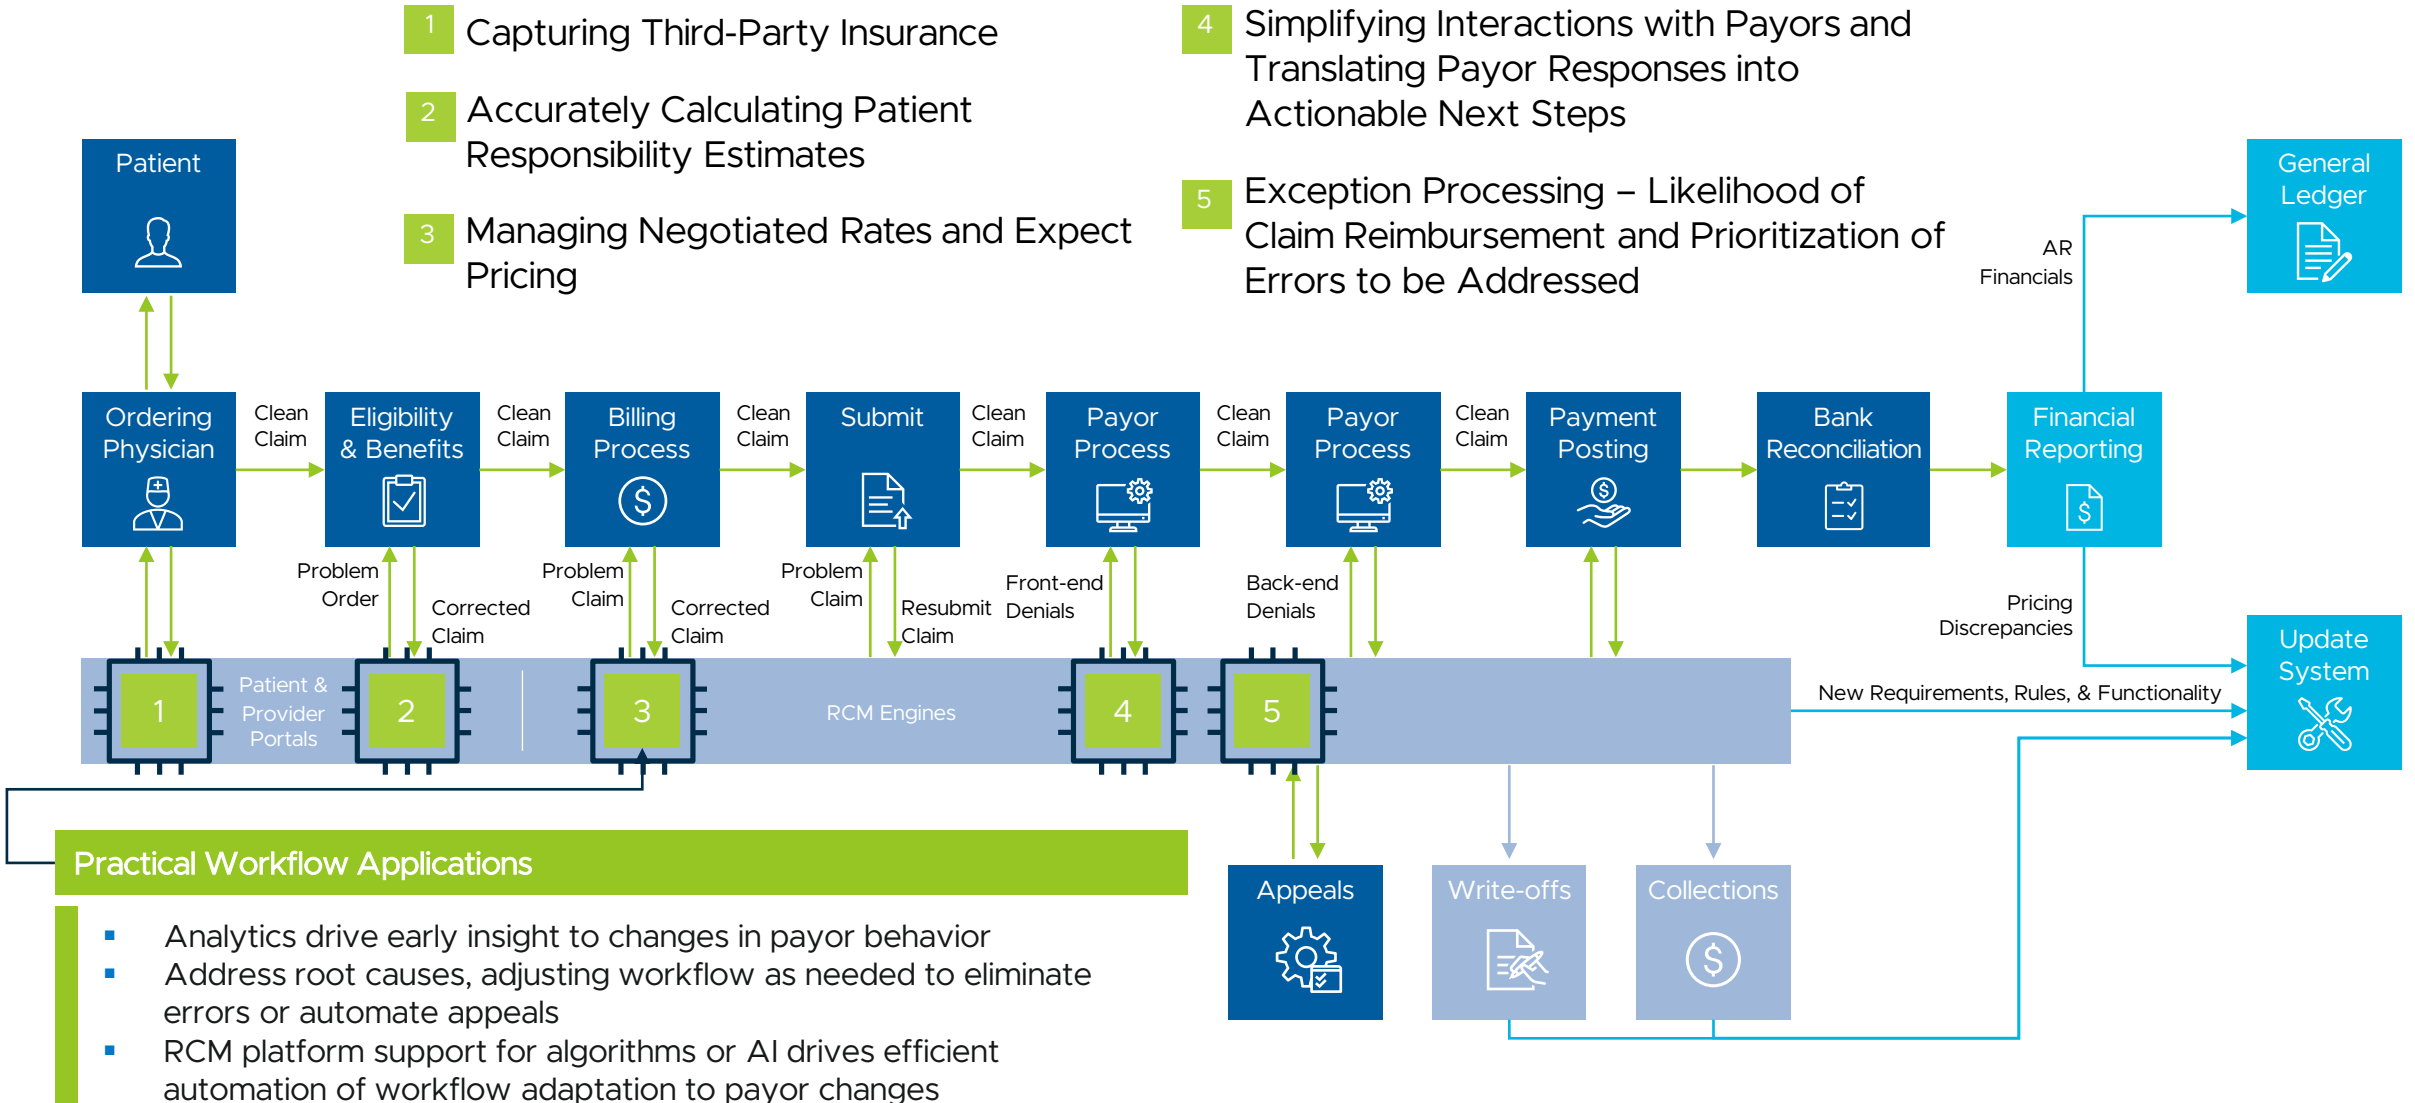 1
Capturing Third-Party Insurance
2
Accurately Calculating Patient
Responsibility Estimates
3
Managing Negotiated Rates and Expect
Pricing
4
Simplifying Interactions with Payors and
Translating Payor Responses into
Actionable Next Steps
5
Exception Processing – Likelihood of
Claim Reimbursement and Prioritization of
Errors to be Addressed
Patient
General
Ledger
AR
Financials
Ordering
Physician
Clean
Claim
Eligibility
& Benefits
Clean
Claim
Billing
Process
Clean
Claim
Submit
Clean
Claim
Payor
Process
Clean
Claim
Payor
Process
Clean
Claim
Payment
Posting
Bank
Reconciliation
Financial
Reporting
Problem
Order
Corrected
Claim
Problem
Claim
Corrected
Claim
Problem
Claim
Resubmit
Claim
Front-end
Denials
Back-end
Denials
Pricing
Discrepancies
Update
System
1
Patient &
Provider
Portals
2
3
RCM Engines
4
5
New Requirements, Rules, & Functionality
Appeals
Write-offs
Collections
Practical Workflow Applications
▪ Analytics drive early insight to changes in payor behavior
▪ Address root causes, adjusting workflow as needed to eliminate
errors or automate appeals
▪ RCM platform support for algorithms or AI drives efficient
automation of workflow adaptation to payor changes